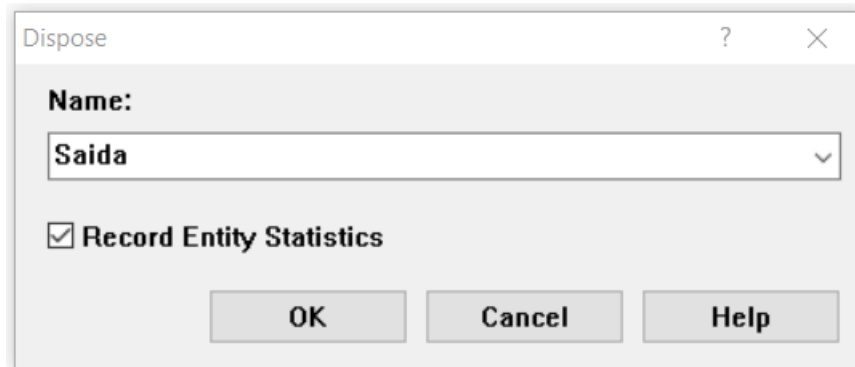 Dispose ?
Name:
Saida
Record Entity Statistics
OK Cancel Help